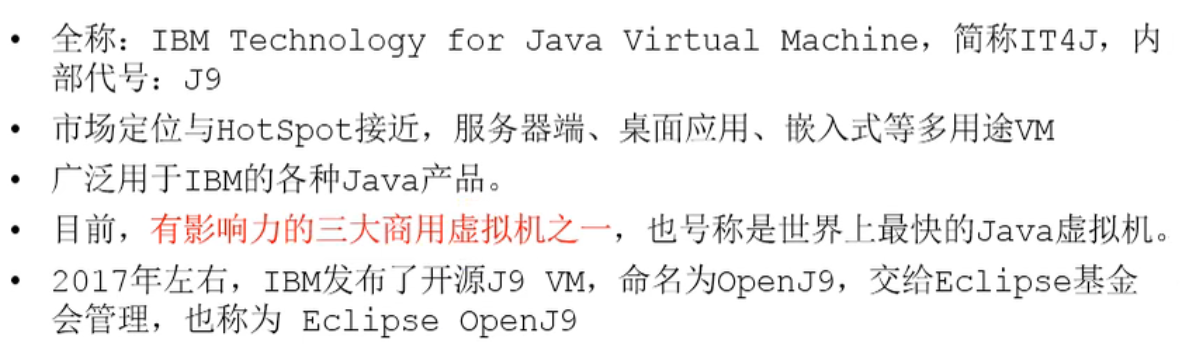 • 全称：IBM Technology for Java Virtual Machine，简称IT4J，内
部代号：J9
• 市场定位与HotSpot接近，服务器端、桌面应用、嵌入式等多用途VM
• 广泛用于IBM的各种Java产品。
• 目前，有影响力的三大商用虚拟机之一，也号称是世界上最快的Java虚拟机。
• 2017年左右，IBM发布了开源J9 VM，命名为OpenJ9，交给Eclipse基金
会管理，也称为 Eclipse OpenJ9